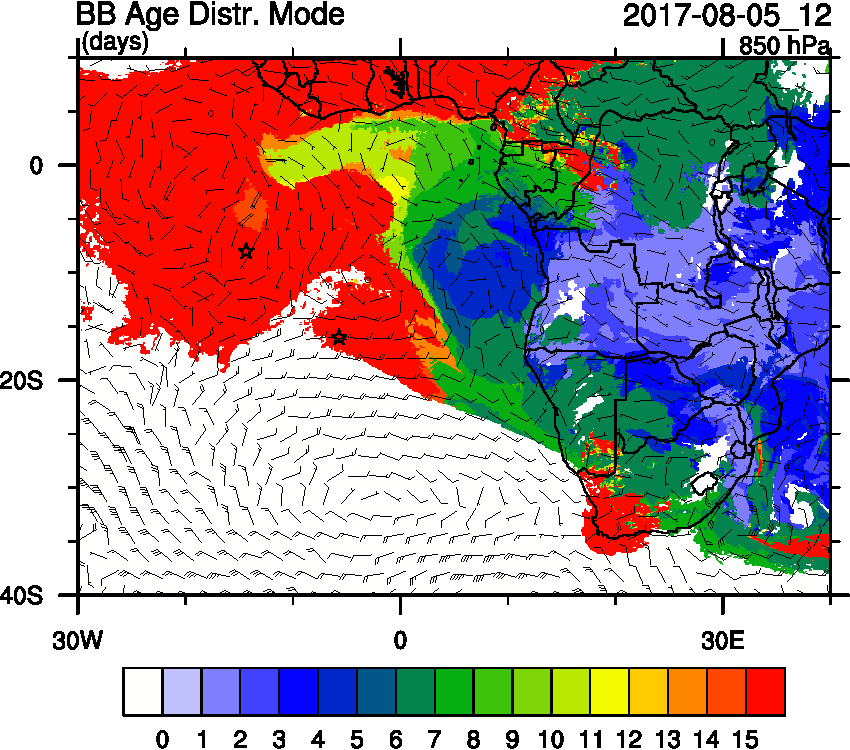 BB Age Distr. Mode 2017-08-05_12
(days) 850 hPa
0
20S
40S
30W 0 30E
0 1 2 3 4 5 6 7 8 9 10 11 12 13 14 15